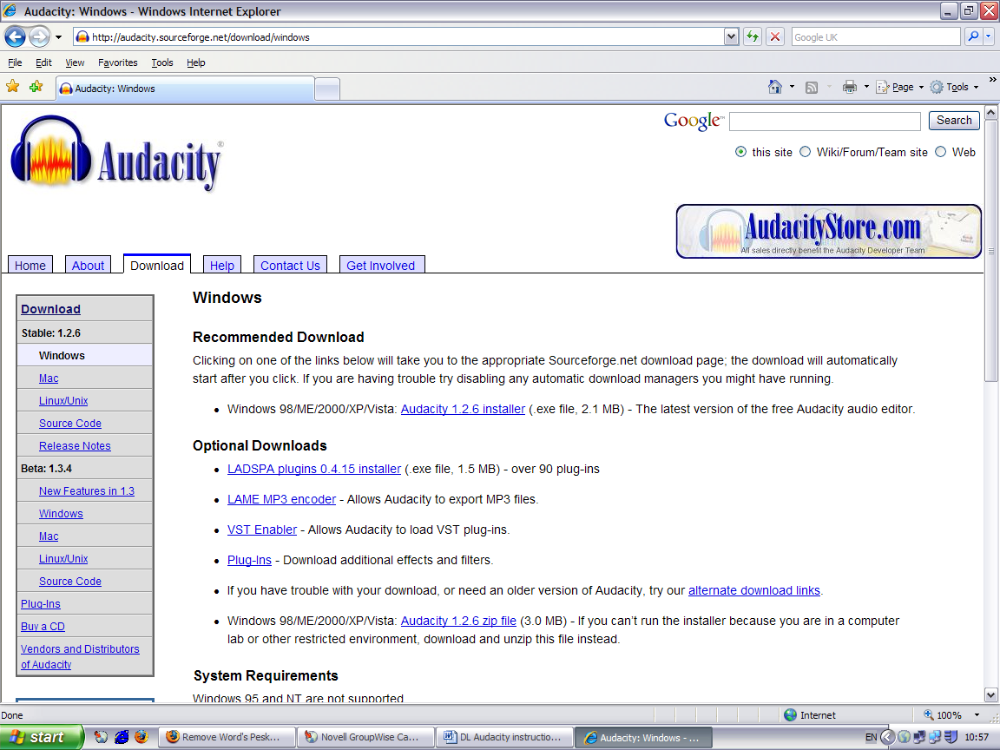 Audacity: Windows - Windows Internet Explorer
http://audacity.sourceforge.net/download/windows
Google UK
File Edit View Favorites Tools Help
Audacity: Windows
Page Tools »
Audacity®
Google™ Search
this site Wiki/Forum/Team site Web
AudacityStore.com
All sales directly benefit the Audacity Developer Team
Home About Download Help Contact Us Get Involved
Download
Stable: 1.2.6
Windows
Mac
Linux/Unix
Source Code
Release Notes
Beta: 1.3.4
New Features in 1.3
Windows
Mac
Linux/Unix
Source Code
Plug-Ins
Buy a CD
Vendors and Distributors
of Audacity
Windows
Recommended Download
Clicking on one of the links below will take you to the appropriate Sourceforge.net download page; the download will automatically
start after you click. If you are having trouble try disabling any automatic download managers you might have running.
• Windows 98/ME/2000/XP/Vista: Audacity 1.2.6 installer (.exe file, 2.1 MB) - The latest version of the free Audacity audio editor.
Optional Downloads
• LADSPA plugins 0.4.15 installer (.exe file, 1.5 MB) - over 90 plug-ins
• LAME MP3 encoder - Allows Audacity to export MP3 files.
• VST Enabler - Allows Audacity to load VST plug-ins.
• Plug-Ins - Download additional effects and filters.
• If you have trouble with your download, or need an older version of Audacity, try our alternate download links.
• Windows 98/ME/2000/XP/Vista: Audacity 1.2.6 zip file (3.0 MB) - If you can't run the installer because you are in a computer
lab or other restricted environment, download and unzip this file instead.
System Requirements
Windows 95 and NT are not supported
Done Internet 100%
start Remove Word's Pesk... Novell GroupWise Ca... DL Audacity instructio... Audacity: Windows - ... EN 10:57